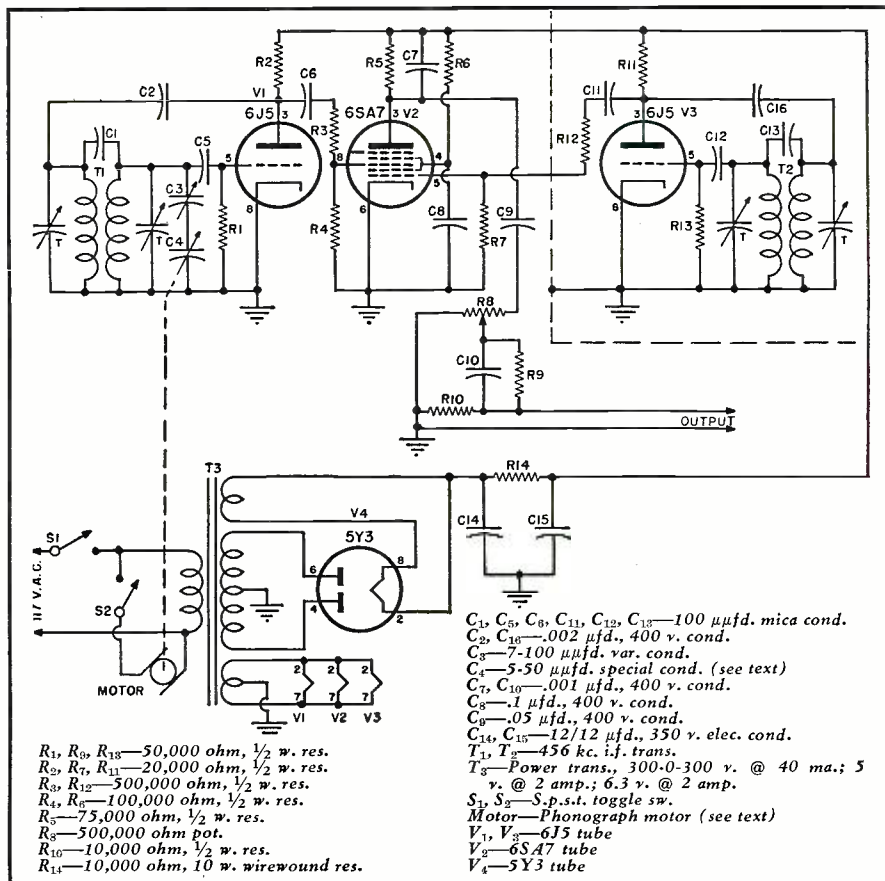 R2
R5
C7
R6
R11
C2
V1
C6
C11
C16
6J5
3
6SA7
3
V2
3
6J5
V3
C1
C5
R3
R12
C12
C13
T1
5
8
4
5
5
T2
C3
T
T
C4
R1
8
R4
6
C8
R7
C9
8
R13
T
T
R8
C10
R9
R10
OUTPUT
T3
R14
V4
C14
C15
S1
5Y3
8
6
117 V.A.C.
4
2
S2
MOTOR
2
2
2
7
7
7
V1
V2
V3
R1, R9, R13—50,000 ohm, 1/2 w. res.
R2, R7, R11—20,000 ohm, 1/2 w. res.
R3, R12—500,000 ohm, 1/2 w. res.
R4, R6—100,000 ohm, 1/2 w. res.
R5—75,000 ohm, 1/2 w. res.
R8—500,000 ohm pot.
R10—10,000 ohm, 1/2 w. res.
R14—10,000 ohm, 10 w. wirewound res.
C1, C5, C6, C11, C12, C13—100 μμfd. mica cond.
C2, C16—.002 μfd., 400 v. cond.
C3—7-100 μμfd. var. cond.
C4—5-50 μμfd. special cond. (see text)
C7, C10—.001 μfd., 400 v. cond.
C8—.1 μfd., 400 v. cond.
C9—.05 μfd., 400 v. cond.
C14, C15—12/12 μfd., 350 v. elec. cond.
T1, T2—456 kc. i.f. trans.
T3—Power trans., 300-0-300 v. @ 40 ma.; 5
v. @ 2 amp.; 6.3 v. @ 2 amp.
S1, S2—S.p.s.t. toggle sw.
Motor—Phonograph motor (see text)
V1, V3—6J5 tube
V2—6SA7 tube
V4—5Y3 tube